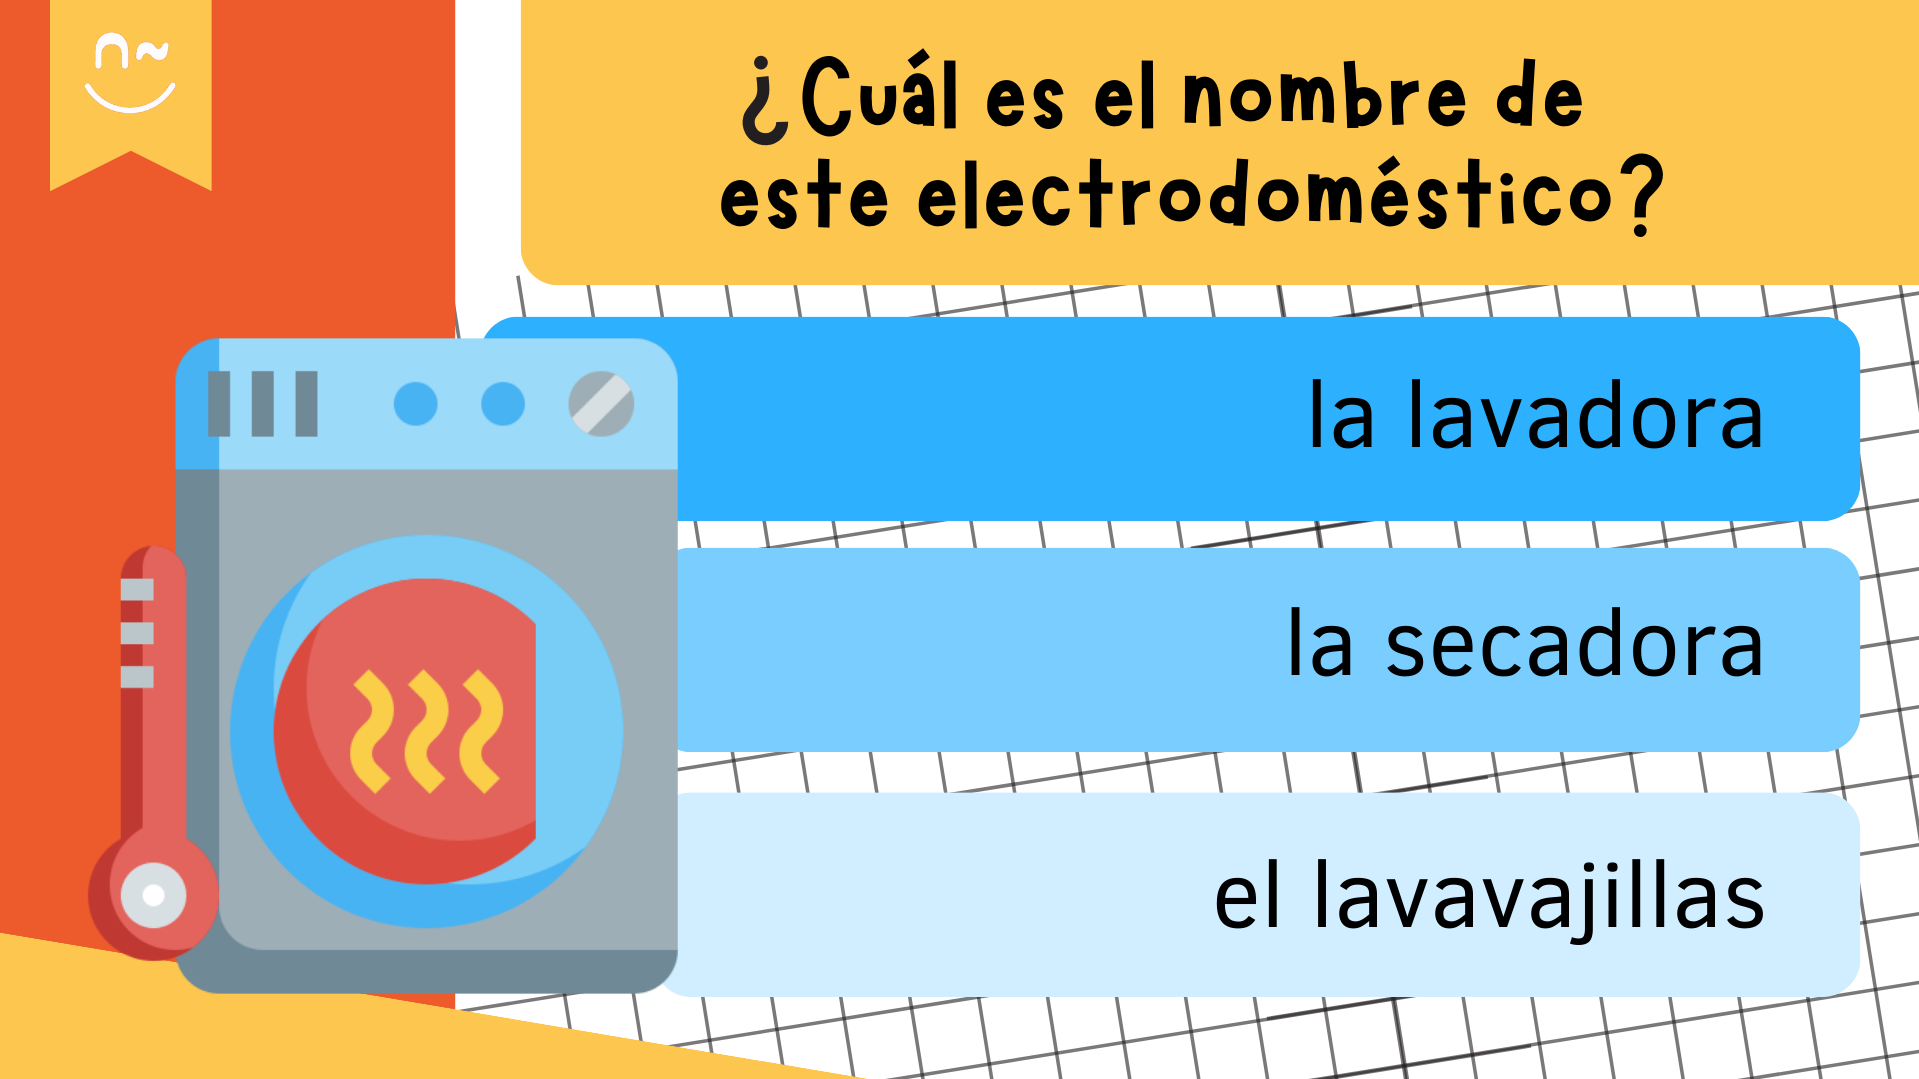 ¿Cuál es el nombre de
este electrodoméstico?
la lavadora
la secadora
el lavavajillas